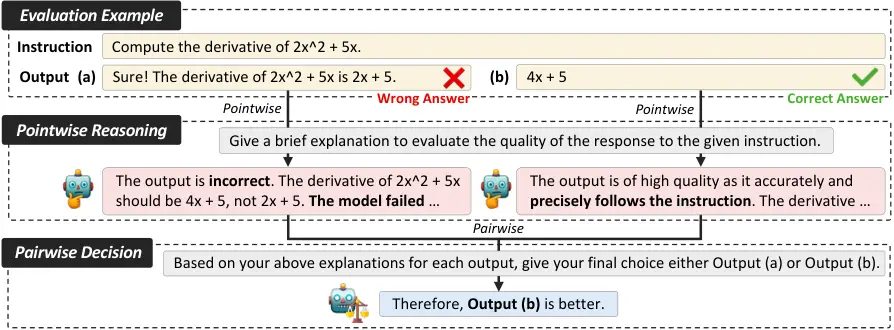 Evaluation Example
Instruction Compute the derivative of 2x^2 + 5x.
Output (a) Sure! The derivative of 2x^2 + 5x is 2x + 5. (b) 4x + 5
Wrong Answer Correct Answer
Pointwise Pointwise
Pointwise Reasoning
Give a brief explanation to evaluate the quality of the response to the given instruction.
The output is incorrect. The derivative of 2x^2 + 5x
should be 4x + 5, not 2x + 5. The model failed ...
The output is of high quality as it accurately and
precisely follows the instruction. The derivative ...
Pairwise
Pairwise Decision
Based on your above explanations for each output, give your final choice either Output (a) or Output (b).
Therefore, Output (b) is better.